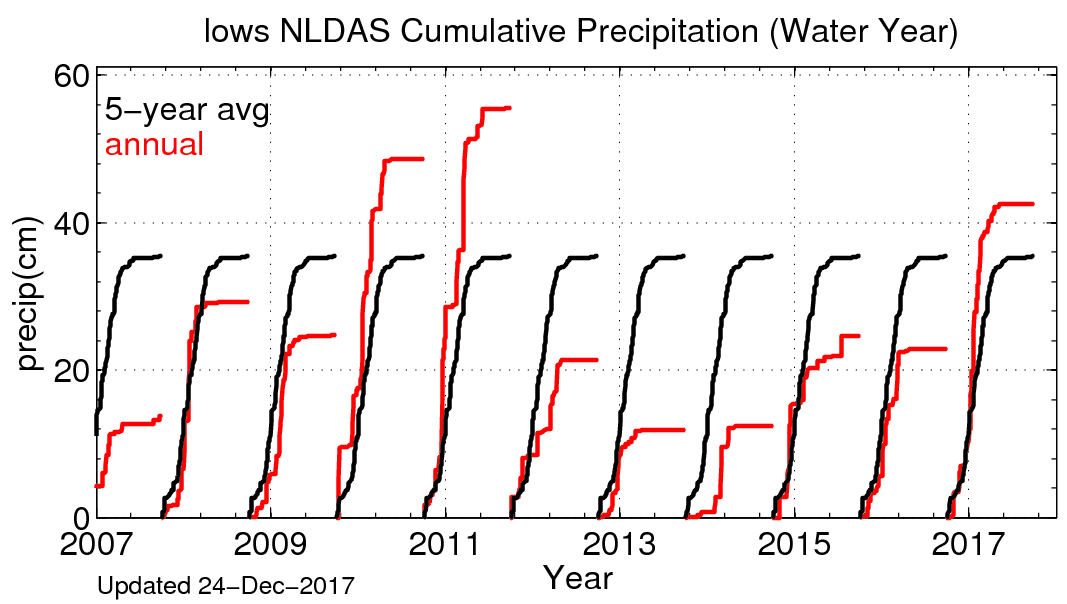 lows NLDAS Cumulative Precipitation (Water Year)
60
5-year avg
annual
40
precip(cm)
20
0
2007 2009 2011 2013 2015 2017
Year
Updated 24-Dec-2017